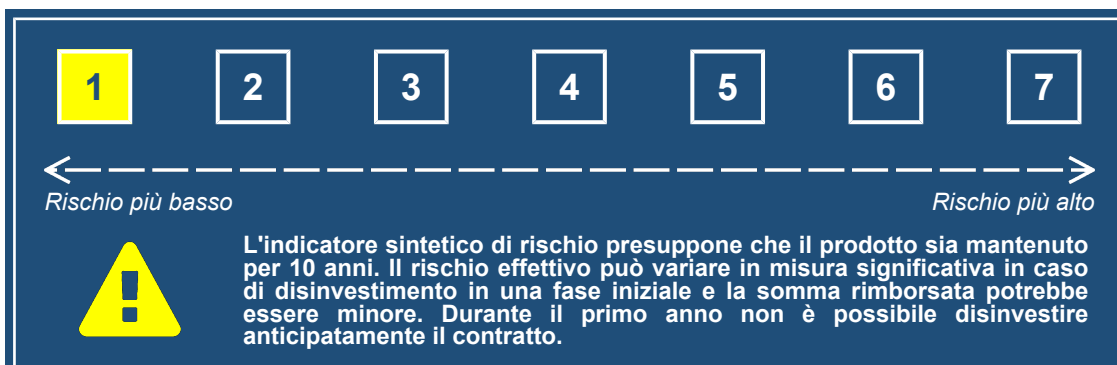 1 2 3 4 5 6 7
Rischio più basso Rischio più alto
L'indicatore sintetico di rischio presuppone che il prodotto sia mantenuto
per 10 anni. Il rischio effettivo può variare in misura significativa in caso
di disinvestimento in una fase iniziale e la somma rimborsata potrebbe
essere minore. Durante il primo anno non è possibile disinvestire
anticipatamente il contratto.